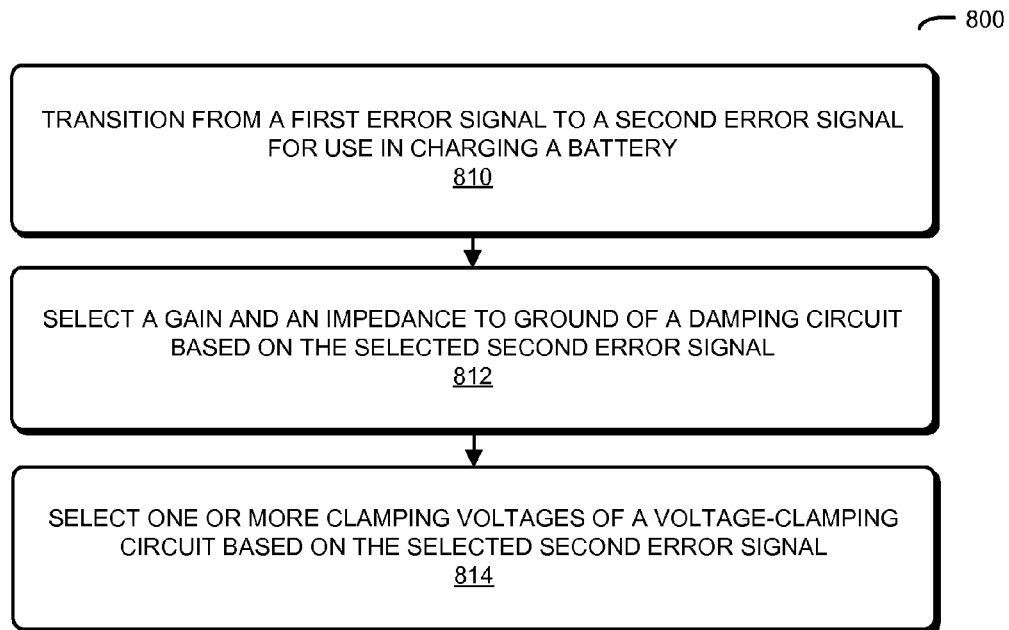 800
TRANSITION FROM A FIRST ERROR SIGNAL TO A SECOND ERROR SIGNAL
FOR USE IN CHARGING A BATTERY
810
SELECT A GAIN AND AN IMPEDANCE TO GROUND OF A DAMPING CIRCUIT
BASED ON THE SELECTED SECOND ERROR SIGNAL
812
SELECT ONE OR MORE CLAMPING VOLTAGES OF A VOLTAGE-CLAMPING
CIRCUIT BASED ON THE SELECTED SECOND ERROR SIGNAL
814